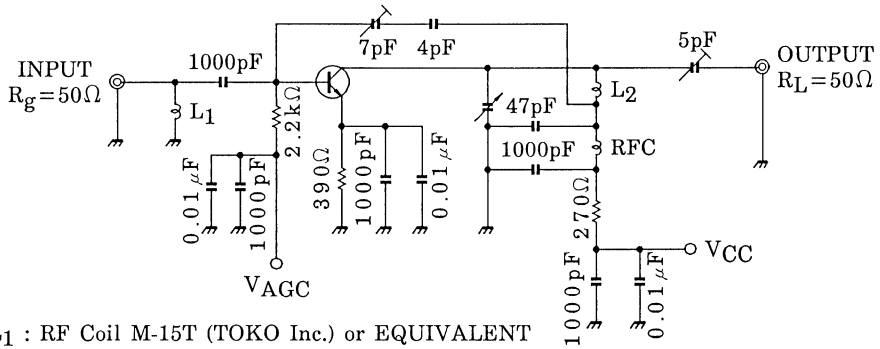 7pF 4pF
5pF
1000pF
INPUT
Rg=50Ω
OUTPUT
RL=50Ω
L1
L2
2.2kΩ
47pF
RFC
1000pF
0.01μF
1000pF
390Ω
1000pF
0.01μF
270Ω
VAGC
VCC
1000pF
0.01μF
1 : RF Coil M-15T (TOKO Inc.) or EQUIVALENT